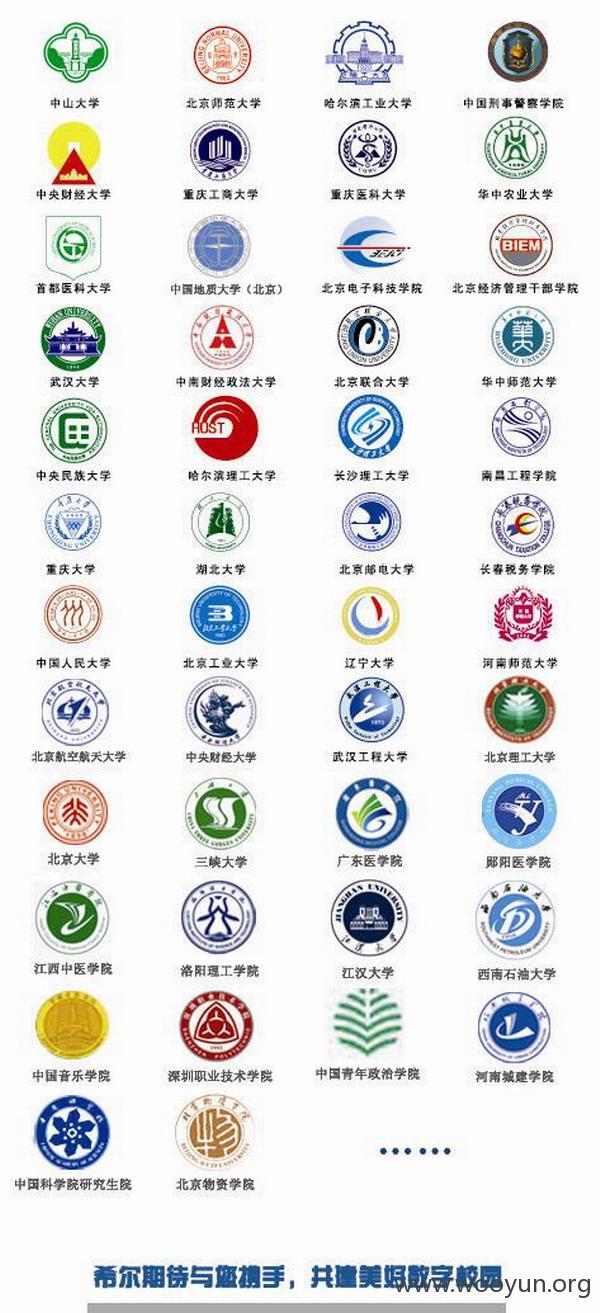 中山大学 北京师范大学 哈尔滨工业大学 中国刑事警察学院
中央财经大学 重庆工商大学 重庆医科大学 华中农业大学
BIEM
首都医科大学 中国地质大学（北京） 北京电子科技学院 北京经济管理干部学院
武汉大学 中南财经政法大学 北京联合大学 华中师范大学
HUST
中央民族大学 哈尔滨理工大学 长沙理工大学 南昌工程学院
重庆大学 湖北大学 北京邮电大学 长春税务学院
中国人民大学 北京工业大学 辽宁大学 河南师范大学
北京航空航天大学 中央财经大学 武汉工程大学 北京理工大学
北京大学 三峡大学 广东医学院 郧阳医学院
江西中医学院 洛阳理工学院 江汉大学 西南石油大学
中国音乐学院 深圳职业技术学院 中国青年政治学院 河南城建学院
中国科学院研究生院 北京物资学院 ······
希尔期待与您携手，共建美好数字校园
www.wooyun.org